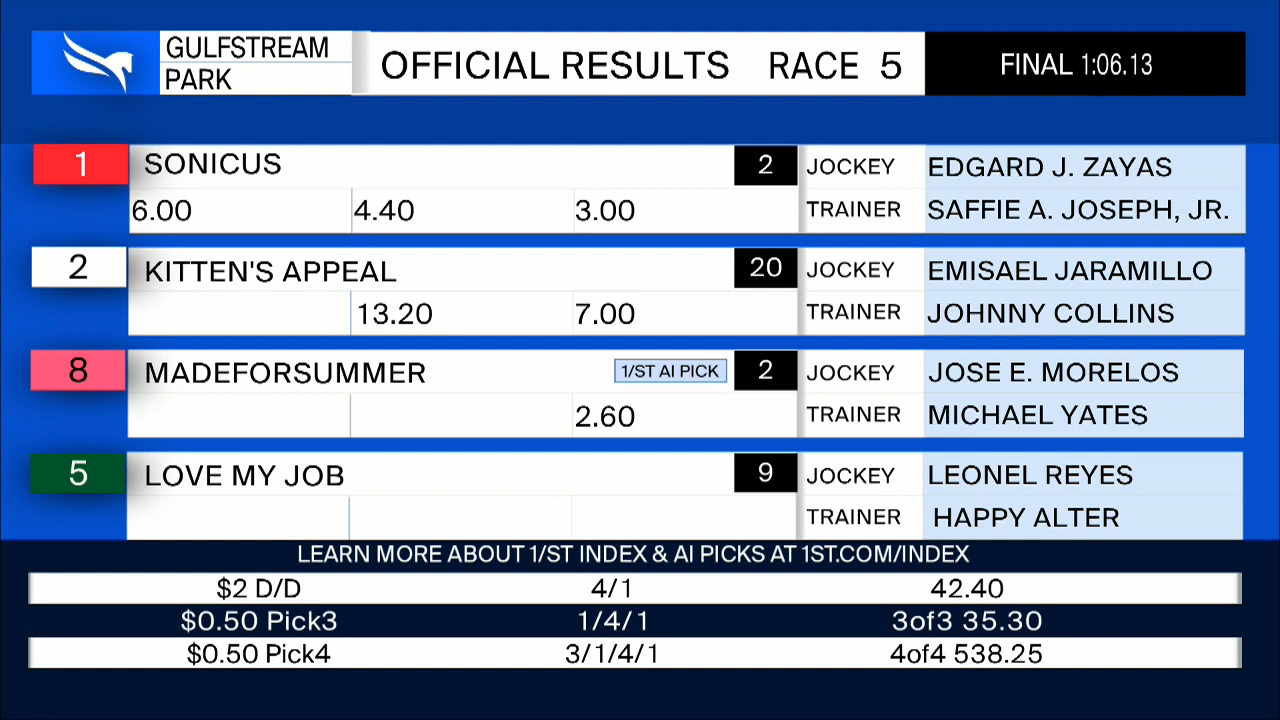 GULFSTREAM
PARK
OFFICIAL RESULTS RACE 5
FINAL 1:06.13
1 SONICUS 2 JOCKEY EDGARD J. ZAYAS
6.00 4.40 3.00 TRAINER SAFFIE A. JOSEPH, JR.
2 KITTEN'S APPEAL 20 JOCKEY EMISAEL JARAMILLO
13.20 7.00 TRAINER JOHNNY COLLINS
8 MADEFORSUMMER 1/ST AI PICK 2 JOCKEY JOSE E. MORELOS
2.60 TRAINER MICHAEL YATES
5 LOVE MY JOB 9 JOCKEY LEONEL REYES
TRAINER HAPPY ALTER
LEARN MORE ABOUT 1/ST INDEX & AI PICKS AT 1ST.COM/INDEX
$2 D/D 4/1 42.40
$0.50 Pick3 1/4/1 3of3 35.30
$0.50 Pick4 3/1/4/1 4of4 538.25